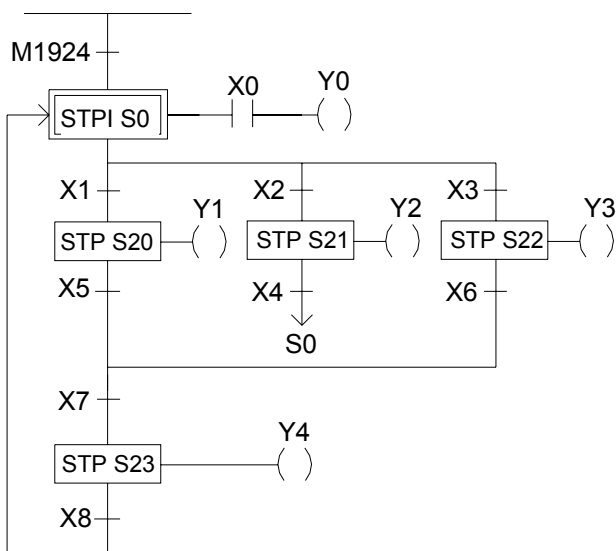 M1924
X0 Y0
STPI S0
X1 X2 X3
Y1 Y2 Y3
STP S20 STP S21 STP S22
X5 X4 X6
S0
X7
Y4
STP S23
X8